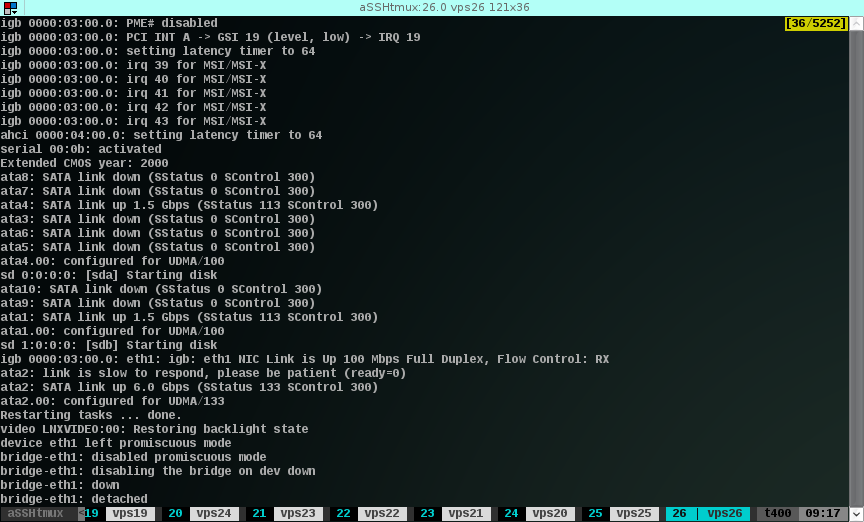 aSSHtmux:26.0 vps26 121x36
igb 0000:03:00.0: PME# disabled [36/5252]
igb 0000:03:00.0: PCI INT A -> GSI 19 (level, low) -> IRQ 19
igb 0000:03:00.0: setting latency timer to 64
igb 0000:03:00.0: irq 39 for MSI/MSI-X
igb 0000:03:00.0: irq 40 for MSI/MSI-X
igb 0000:03:00.0: irq 41 for MSI/MSI-X
igb 0000:03:00.0: irq 42 for MSI/MSI-X
igb 0000:03:00.0: irq 43 for MSI/MSI-X
ahci 0000:04:00.0: setting latency timer to 64
serial 00:0b: activated
Extended CMOS year: 2000
ata8: SATA link down (SStatus 0 SControl 300)
ata7: SATA link down (SStatus 0 SControl 300)
ata4: SATA link up 1.5 Gbps (SStatus 113 SControl 300)
ata3: SATA link down (SStatus 0 SControl 300)
ata6: SATA link down (SStatus 0 SControl 300)
ata5: SATA link down (SStatus 0 SControl 300)
ata4.00: configured for UDMA/100
sd 0:0:0:0: [sda] Starting disk
ata10: SATA link down (SStatus 0 SControl 300)
ata9: SATA link down (SStatus 0 SControl 300)
ata1: SATA link up 1.5 Gbps (SStatus 113 SControl 300)
ata1.00: configured for UDMA/100
sd 1:0:0:0: [sdb] Starting disk
igb 0000:03:00.0: eth1: igb: eth1 NIC Link is Up 100 Mbps Full Duplex, Flow Control: RX
ata2: link is slow to respond, please be patient (ready=0)
ata2: SATA link up 6.0 Gbps (SStatus 133 SControl 300)
ata2.00: configured for UDMA/133
Restarting tasks ... done.
video LNXVIDEO:00: Restoring backlight state
device eth1 left promiscuous mode
bridge-eth1: disabled promiscuous mode
bridge-eth1: disabling the bridge on dev down
bridge-eth1: down
bridge-eth1: detached
aSSHtmux <19 vps19 20 vps24 21 vps23 22 vps22 23 vps21 24 vps20 25 vps25 26 vps26 t400 09:17